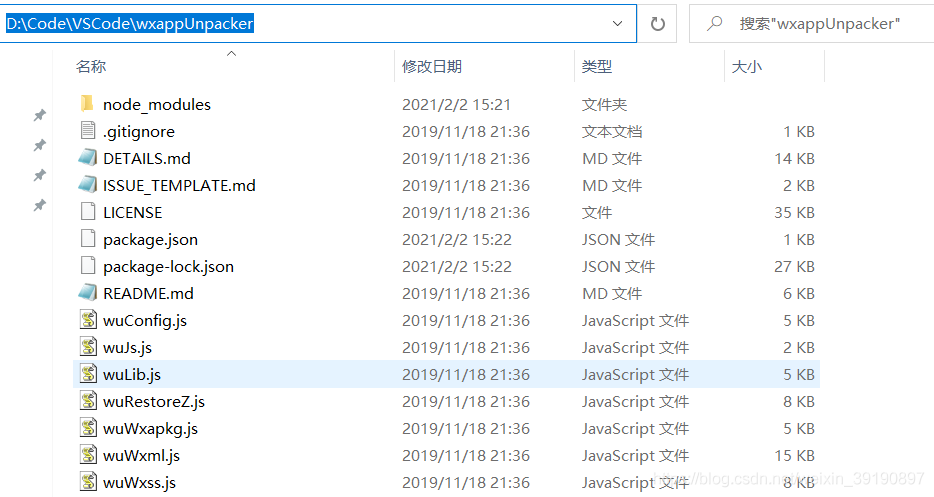 D:\Code\VSCode\wxappUnpacker 搜索"wxappUnpacker"
名称 修改日期 类型 大小
node_modules 2021/2/2 15:21 文件夹
.gitignore 2019/11/18 21:36 文本文档 1 KB
DETAILS.md 2019/11/18 21:36 MD 文件 14 KB
ISSUE_TEMPLATE.md 2019/11/18 21:36 MD 文件 2 KB
LICENSE 2019/11/18 21:36 文件 35 KB
package.json 2021/2/2 15:22 JSON 文件 1 KB
package-lock.json 2021/2/2 15:22 JSON 文件 27 KB
README.md 2019/11/18 21:36 MD 文件 6 KB
wuConfig.js 2019/11/18 21:36 JavaScript 文件 5 KB
wuJs.js 2019/11/18 21:36 JavaScript 文件 2 KB
wuLib.js 2019/11/18 21:36 JavaScript 文件 5 KB
wuRestoreZ.js 2019/11/18 21:36 JavaScript 文件 8 KB
wuWxapkg.js 2019/11/18 21:36 JavaScript 文件 5 KB
wuWxml.js 2019/11/18 21:36 JavaScript 文件 15 KB
wuWxss.js 2019/11/18 21:36 JavaScript 文件 8 KB
https://blog.csdn.net/weixin_39190897